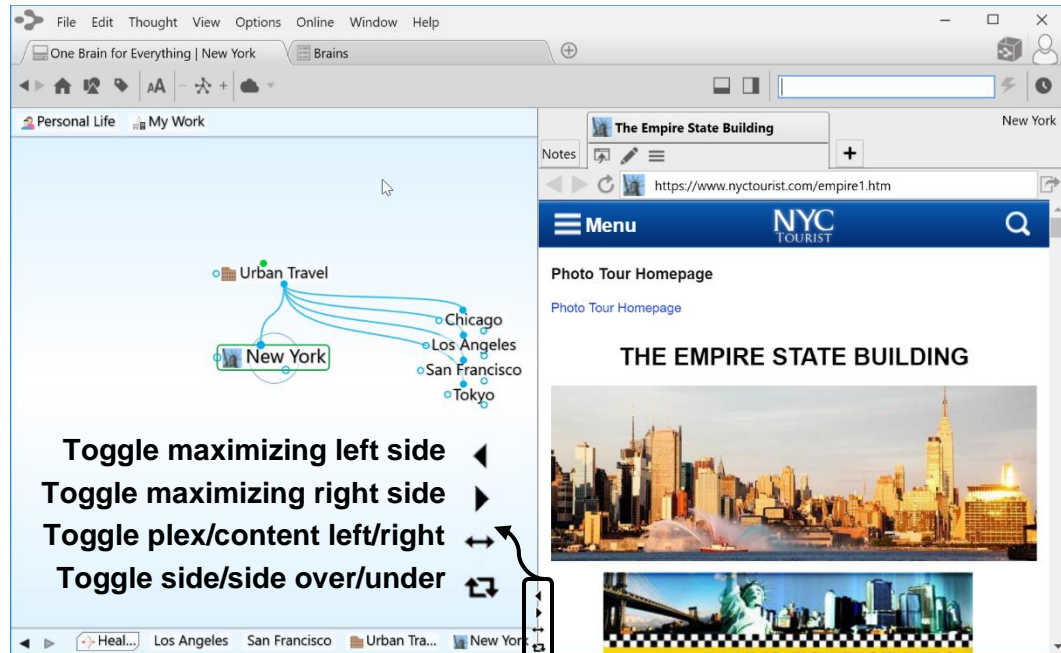 File Edit Thought View Options Online Window Help
One Brain for Everything | New York
Brains
AA
Personal Life
My Work
The Empire State Building
New York
Notes
https://www.nyctourist.com/empire1.htm
Menu
NYC
TOURIST
Photo Tour Homepage
Photo Tour Homepage
THE EMPIRE STATE BUILDING
Urban Travel
Chicago
New York
Los Angeles
San Francisco
Tokyo
Toggle maximizing left side
Toggle maximizing right side
Toggle plex/content left/right
Toggle side/side over/under
Heal...
Los Angeles
San Francisco
Urban Tra...
New York